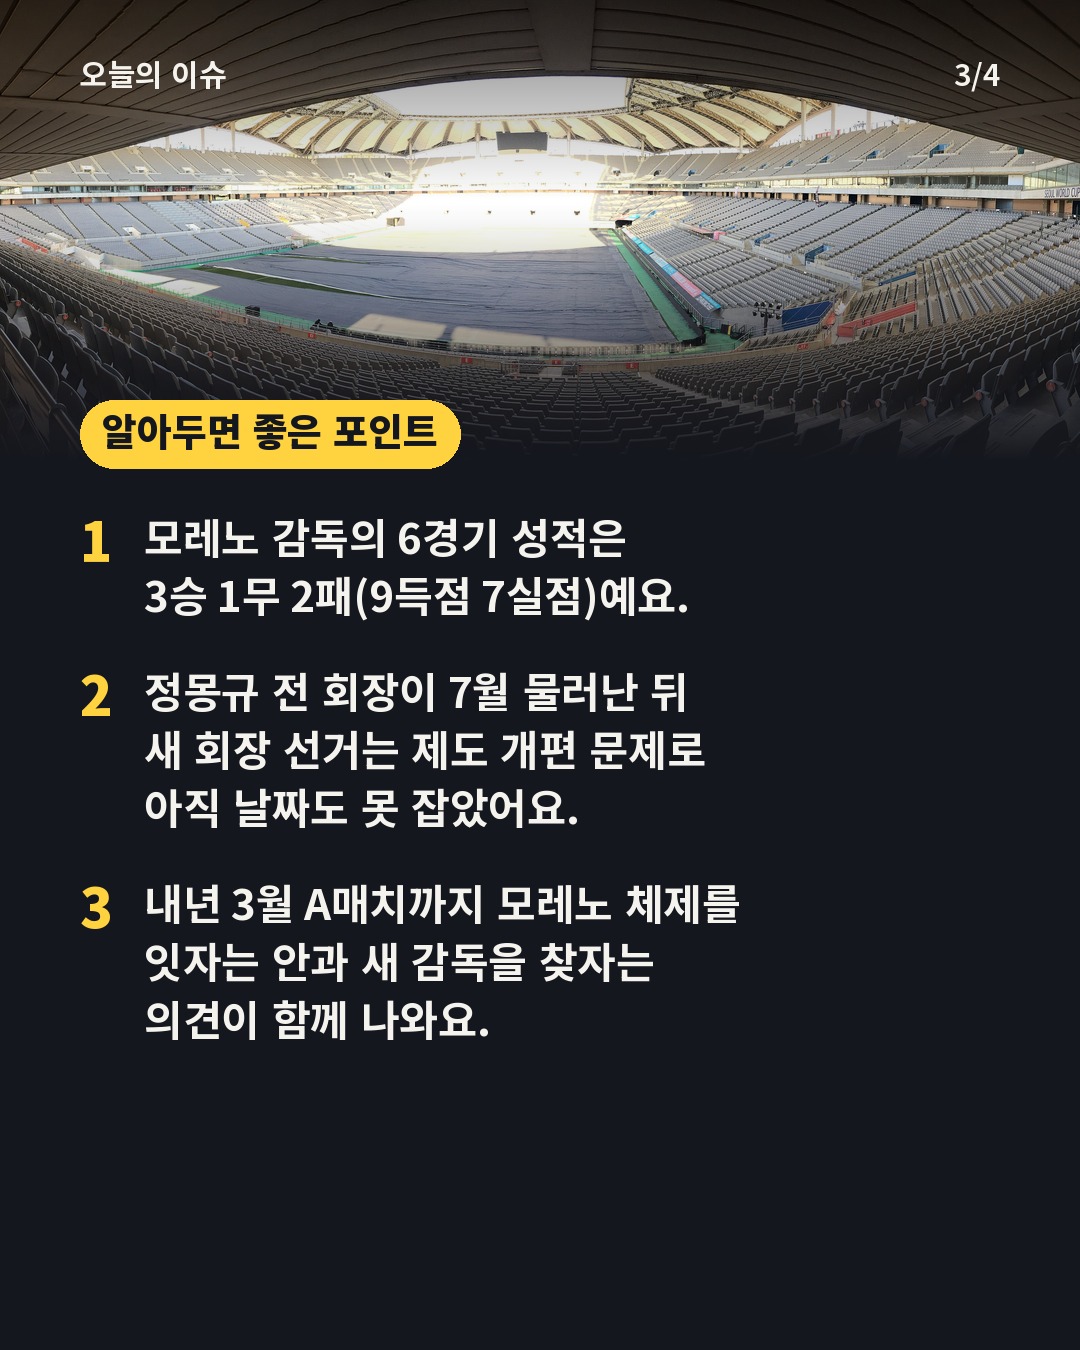 오늘의 이슈
3/4
SEOUL WORLD CUP
알아두면 좋은 포인트
1 모레노 감독의 6경기 성적은
3승 1무 2패(9득점 7실점)예요.
2 정몽규 전 회장이 7월 물러난 뒤
새 회장 선거는 제도 개편 문제로
아직 날짜도 못 잡았어요.
3 내년 3월 A매치까지 모레노 체제를
잇자는 안과 새 감독을 찾자는
의견이 함께 나와요.